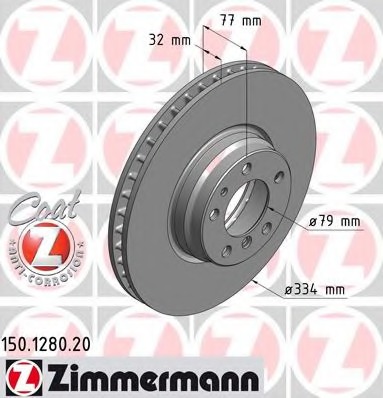 77 mm
32 mm
Coat
Z
ANTI-CORROSION
ø79 mm
ø334 mm
150.1280.20
Z Zimmermann